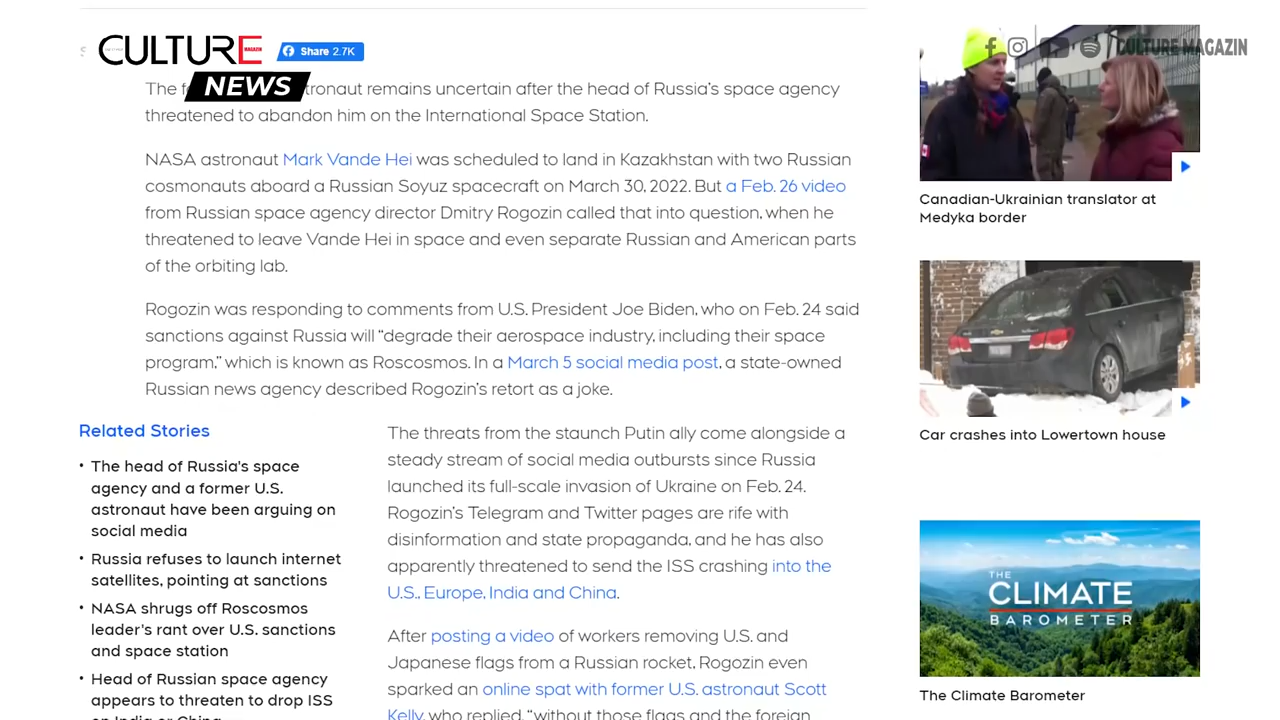 CULTURE
MAGAZIN
NEWS
Share 2.7K
CULTURE MAGAZIN
The f tronaut remains uncertain after the head of Russia's space agency
threatened to abandon him on the International Space Station.
NASA astronaut Mark Vande Hei was scheduled to land in Kazakhstan with two Russian
cosmonauts aboard a Russian Soyuz spacecraft on March 30, 2022. But a Feb. 26 video
from Russian space agency director Dmitry Rogozin called that into question, when he
threatened to leave Vande Hei in space and even separate Russian and American parts
of the orbiting lab.
Rogozin was responding to comments from U.S. President Joe Biden, who on Feb. 24 said
sanctions against Russia will “degrade their aerospace industry, including their space
program,” which is known as Roscosmos. In a March 5 social media post, a state-owned
Russian news agency described Rogozin's retort as a joke.
Related Stories
• The head of Russia's space
agency and a former U.S.
astronaut have been arguing on
social media
• Russia refuses to launch internet
satellites, pointing at sanctions
• NASA shrugs off Roscosmos
leader's rant over U.S. sanctions
and space station
• Head of Russian space agency
appears to threaten to drop ISS
on India or China
The threats from the staunch Putin ally come alongside a
steady stream of social media outbursts since Russia
launched its full-scale invasion of Ukraine on Feb. 24.
Rogozin's Telegram and Twitter pages are rife with
disinformation and state propaganda, and he has also
apparently threatened to send the ISS crashing into the
U.S., Europe, India and China.
After posting a video of workers removing U.S. and
Japanese flags from a Russian rocket, Rogozin even
sparked an online spat with former U.S. astronaut Scott
Kelly, who replied, “without those flags and the foreign
Canadian-Ukrainian translator at
Medyka border
Car crashes into Lowertown house
THE
CLIMATE
BAROMETER
The Climate Barometer